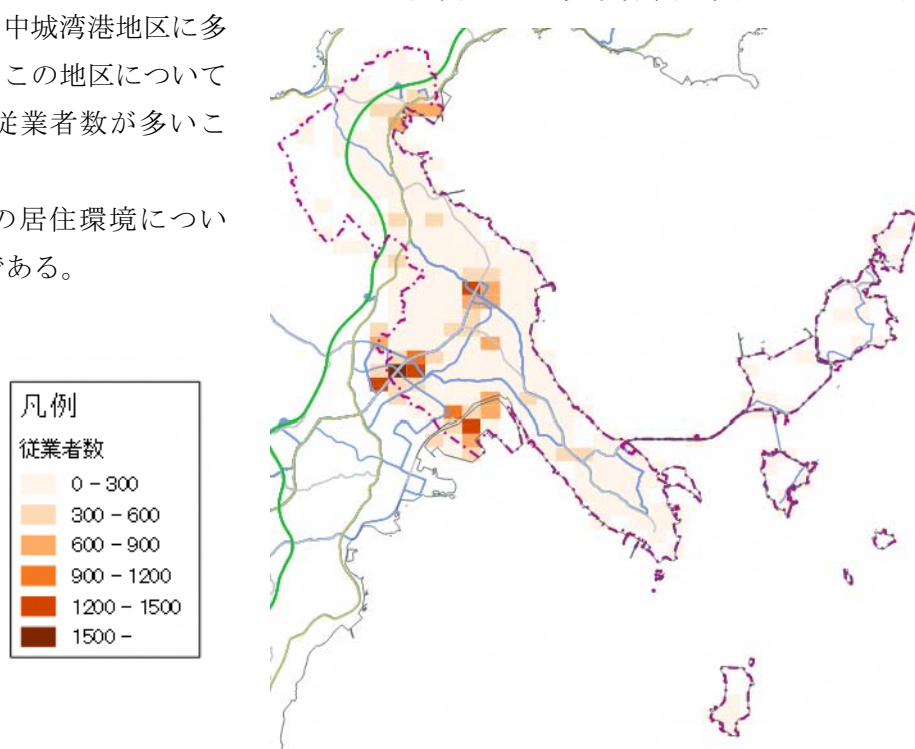 中城湾港地区に多
この地区について
従業者数が多いこ
の居住環境につい
である。
凡例
従業者数
0 - 300
300 - 600
600 - 900
900 - 1200
1200 - 1500
1500 -